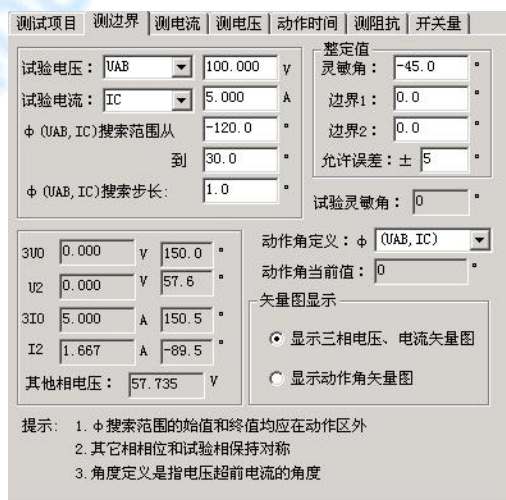 测试项目 测边界 测电流 测电压 动作时间 测阻抗 开关量
试验电压： UAB 100.000 V
试验电流： IC 5.000 A
φ(UAB,IC)搜索范围从 -120.0 °
到 30.0 °
φ(UAB,IC)搜索步长: 1.0 °
整定值
灵敏角： -45.0 °
边界1： 0.0 °
边界2： 0.0 °
允许误差：± 5 °
试验灵敏角： 0 °
3U0 0.000 V 150.0 °
U2 0.000 V 57.6 °
3I0 5.000 A 150.5 °
I2 1.667 A -89.5 °
其他相电压： 57.735 V
动作角定义：φ (UAB,IC)
动作角当前值： 0 °
矢量图显示
显示三相电压、电流矢量图
显示动作角矢量图
提示: 1.φ搜索范围的始值和终值均应在动作区外
2.其它相相位和试验相保持对称
3.角度定义是指电压超前电流的角度